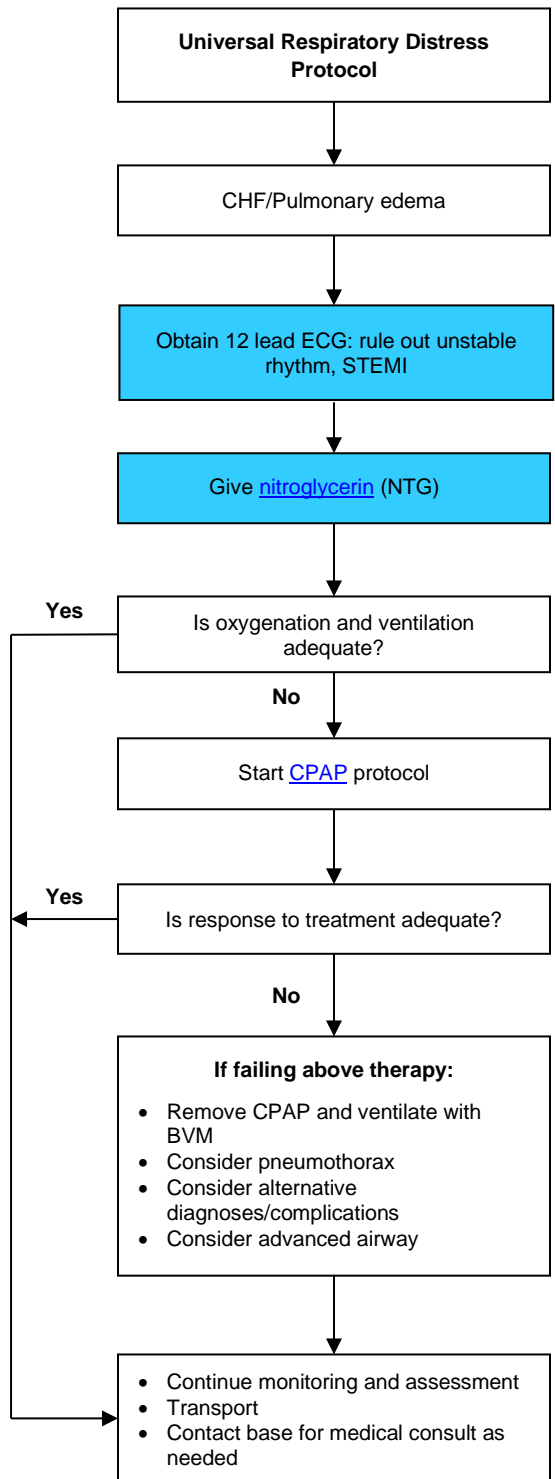 Universal Respiratory Distress
Protocol
CHF/Pulmonary edema
Obtain 12 lead ECG: rule out unstable
rhythm, STEMI
Give nitroglycerin (NTG)
Yes
Is oxygenation and ventilation
adequate?
No
Start CPAP protocol
Yes
Is response to treatment adequate?
No
If failing above therapy:
• Remove CPAP and ventilate with
BVM
• Consider pneumothorax
• Consider alternative
diagnoses/complications
• Consider advanced airway
• Continue monitoring and assessment
• Transport
• Contact base for medical consult as
needed